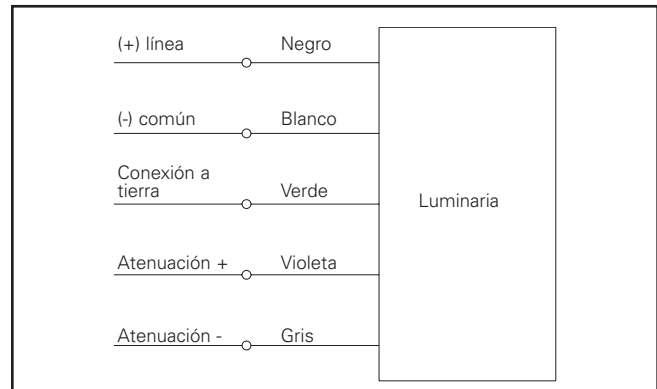 (+) línea Negro
(-) común Blanco
Conexión a
tierra Verde
Luminaria
Atenuación + Violeta
Atenuación - Gris